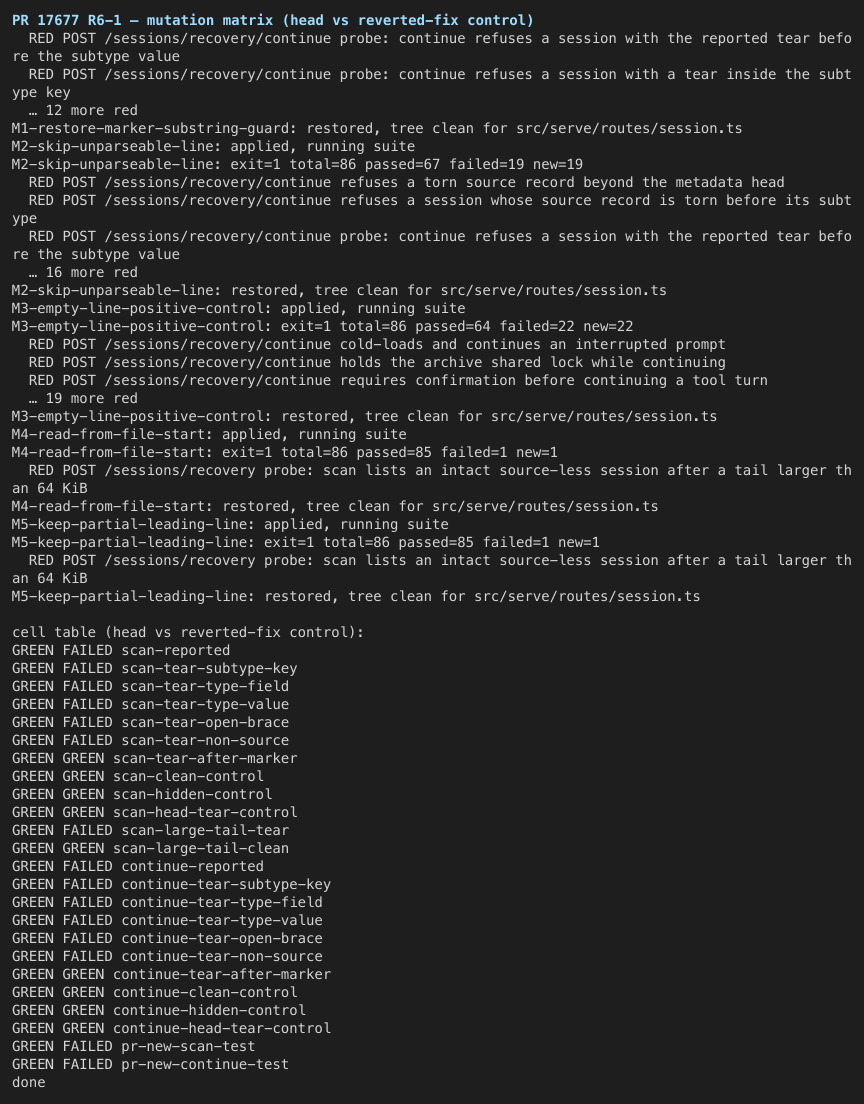 PR 17677 R6-1 — mutation matrix (head vs reverted-fix control)
  RED POST /sessions/recovery/continue probe: continue refuses a session with the reported tear befo
re the subtype value
  RED POST /sessions/recovery/continue probe: continue refuses a session with a tear inside the subt
ype key
  … 12 more red
M1-restore-marker-substring-guard: restored, tree clean for src/serve/routes/session.ts
M2-skip-unparseable-line: applied, running suite
M2-skip-unparseable-line: exit=1 total=86 passed=67 failed=19 new=19
  RED POST /sessions/recovery/continue refuses a torn source record beyond the metadata head
  RED POST /sessions/recovery/continue refuses a session whose source record is torn before its subt
ype
  RED POST /sessions/recovery/continue probe: continue refuses a session with the reported tear befo
re the subtype value
  … 16 more red
M2-skip-unparseable-line: restored, tree clean for src/serve/routes/session.ts
M3-empty-line-positive-control: applied, running suite
M3-empty-line-positive-control: exit=1 total=86 passed=64 failed=22 new=22
  RED POST /sessions/recovery/continue cold-loads and continues an interrupted prompt
  RED POST /sessions/recovery/continue holds the archive shared lock while continuing
  RED POST /sessions/recovery/continue requires confirmation before continuing a tool turn
  … 19 more red
M3-empty-line-positive-control: restored, tree clean for src/serve/routes/session.ts
M4-read-from-file-start: applied, running suite
M4-read-from-file-start: exit=1 total=86 passed=85 failed=1 new=1
  RED POST /sessions/recovery probe: scan lists an intact source-less session after a tail larger th
an 64 KiB
M4-read-from-file-start: restored, tree clean for src/serve/routes/session.ts
M5-keep-partial-leading-line: applied, running suite
M5-keep-partial-leading-line: exit=1 total=86 passed=85 failed=1 new=1
  RED POST /sessions/recovery probe: scan lists an intact source-less session after a tail larger th
an 64 KiB
M5-keep-partial-leading-line: restored, tree clean for src/serve/routes/session.ts

cell table (head vs reverted-fix control):
GREEN FAILED scan-reported
GREEN FAILED scan-tear-subtype-key
GREEN FAILED scan-tear-type-field
GREEN FAILED scan-tear-type-value
GREEN FAILED scan-tear-open-brace
GREEN FAILED scan-tear-non-source
GREEN GREEN scan-tear-after-marker
GREEN GREEN scan-clean-control
GREEN GREEN scan-hidden-control
GREEN GREEN scan-head-tear-control
GREEN FAILED scan-large-tail-tear
GREEN GREEN scan-large-tail-clean
GREEN FAILED continue-reported
GREEN FAILED continue-tear-subtype-key
GREEN FAILED continue-tear-type-field
GREEN FAILED continue-tear-type-value
GREEN FAILED continue-tear-open-brace
GREEN FAILED continue-tear-non-source
GREEN GREEN continue-tear-after-marker
GREEN GREEN continue-clean-control
GREEN GREEN continue-hidden-control
GREEN GREEN continue-head-tear-control
GREEN FAILED pr-new-scan-test
GREEN FAILED pr-new-continue-test
done